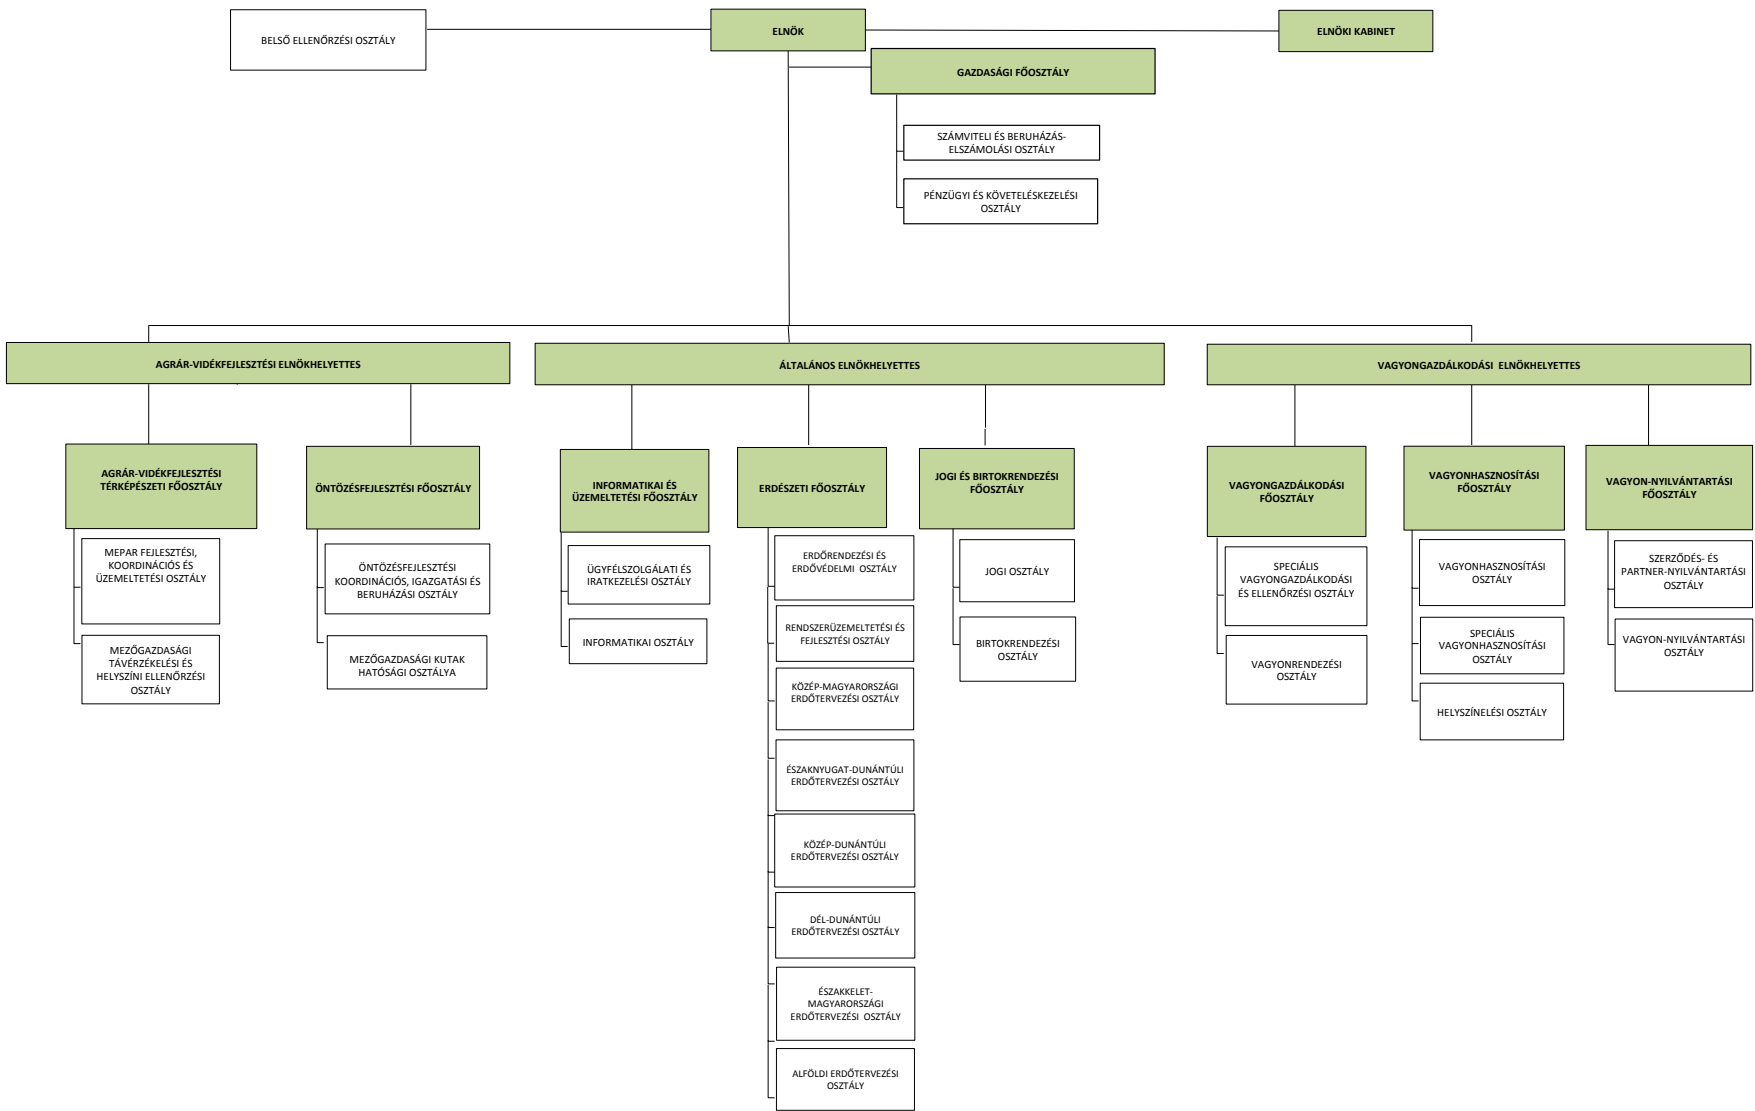 BELSŐ ELLENŐRZÉSI OSZTÁLY
ELNÖK
ELNÖKI KABINET
GAZDASÁGI FŐOSZTÁLY
SZÁMVITELI ÉS BERUHÁZÁS-
ELSZÁMOLÁSI OSZTÁLY
PÉNZÜGYI ÉS KÖVETELÉSKEZELÉSI
OSZTÁLY
AGRÁR-VIDÉKFEJLESZTÉSI ELNÖKHELYETTES
ÁLTALÁNOS ELNÖKHELYETTES
VAGYONGAZDÁLKODÁSI ELNÖKHELYETTES
AGRÁR-VIDÉKFEJLESZTÉSI
TÉRKÉPÉSZETI FŐOSZTÁLY
MEPAR FEJLESZTÉSI,
KOORDINÁCIÓS ÉS
ÜZEMELTETÉSI OSZTÁLY
MEZŐGAZDASÁGI
TÁVÉRZÉKELÉSI ÉS
HELYSZÍNI ELLENŐRZÉSI
OSZTÁLY
ÖNTÖZÉSFEJLESZTÉSI FŐOSZTÁLY
ÖNTÖZÉSFEJLESZTÉSI
KOORDINÁCIÓS, IGAZGATÁSI ÉS
BERUHÁZÁSI OSZTÁLY
MEZŐGAZDASÁGI KUTAK
HATÓSÁGI OSZTÁLYA
INFORMATIKAI ÉS
ÜZEMELTETÉSI FŐOSZTÁLY
ÜGYFÉLSZOLGÁLATI ÉS
IRATKEZELÉSI OSZTÁLY
INFORMATIKAI OSZTÁLY
ERDÉSZETI FŐOSZTÁLY
ERDŐRENDEZÉSI ÉS
ERDŐVÉDELMI OSZTÁLY
RENDSZERÜZEMELTETÉSI ÉS
FEJLESZTÉSI OSZTÁLY
KÖZÉP-MAGYARORSZÁGI
ERDŐTERVEZÉSI OSZTÁLY
ÉSZAKNYUGAT-DUNÁNTÚLI
ERDŐTERVEZÉSI OSZTÁLY
KÖZÉP-DUNÁNTÚLI
ERDŐTERVEZÉSI OSZTÁLY
DÉL-DUNÁNTÚLI
ERDŐTERVEZÉSI OSZTÁLY
ÉSZAKKELET-
MAGYARORSZÁGI
ERDŐTERVEZÉSI OSZTÁLY
ALFÖLDI ERDŐTERVEZÉSI
OSZTÁLY
JOGI ÉS BIRTOKRENDEZÉSI
FŐOSZTÁLY
JOGI OSZTÁLY
BIRTOKRENDEZÉSI
OSZTÁLY
VAGYONGAZDÁLKODÁSI
FŐOSZTÁLY
SPECIÁLIS
VAGYONGAZDÁLKODÁSI
ÉS ELLENŐRZÉSI OSZTÁLY
VAGYONRENDEZÉSI
OSZTÁLY
VAGYONHASZNOSÍTÁSI
FŐOSZTÁLY
VAGYONHASZNOSÍTÁSI
OSZTÁLY
SPECIÁLIS
VAGYONHASZNOSÍTÁSI
OSZTÁLY
HELYSZÍNELÉSI OSZTÁLY
VAGYON-NYILVÁNTARTÁSI
FŐOSZTÁLY
SZERZŐDÉS- ÉS
PARTNER-NYILVÁNTARTÁSI
OSZTÁLY
VAGYON-NYILVÁNTARTÁSI
OSZTÁLY